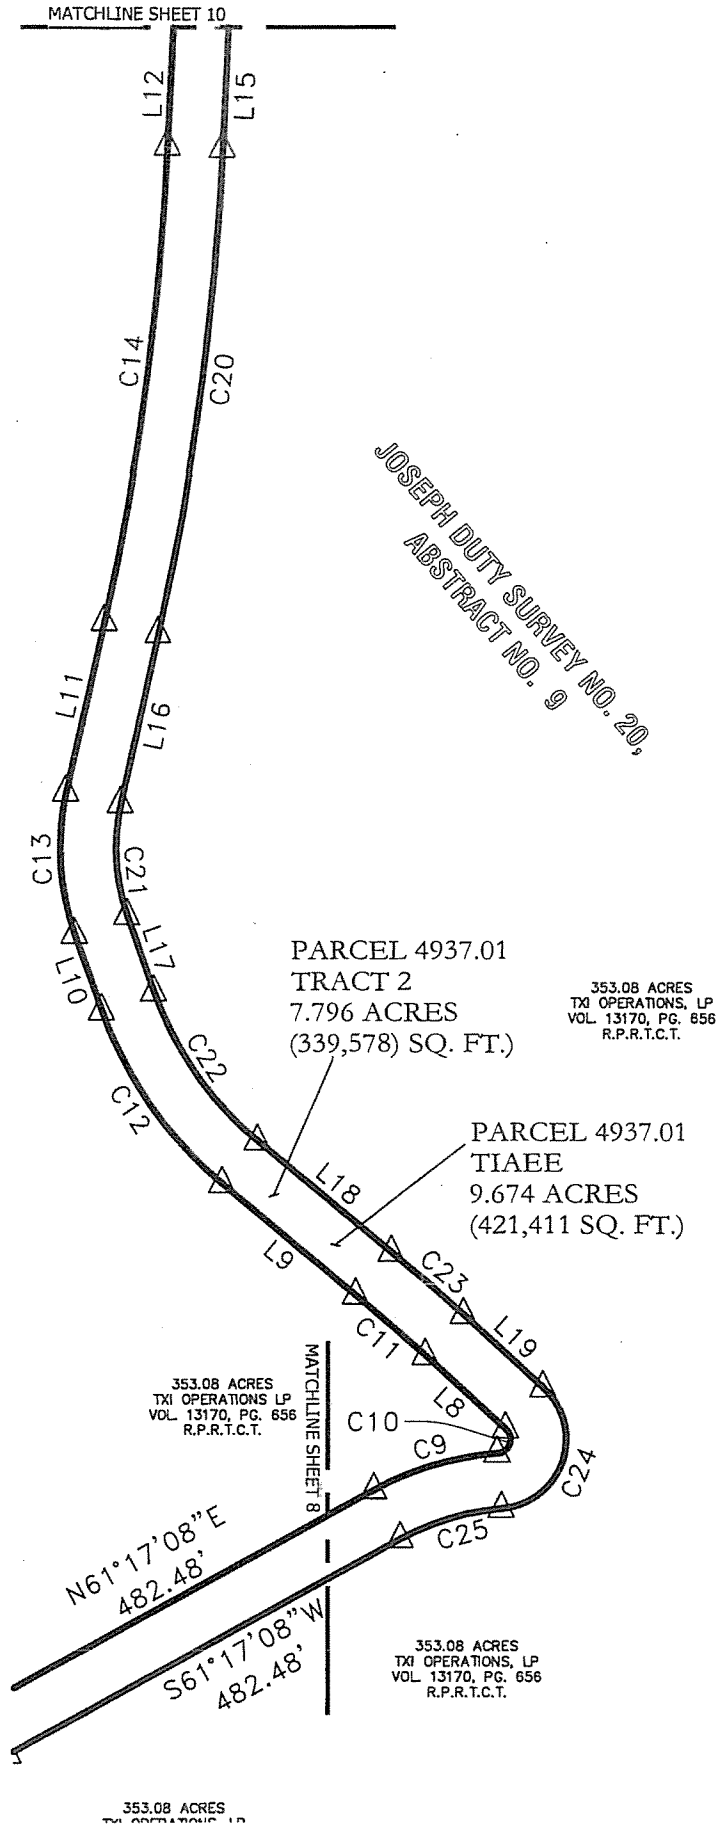 MATCHLINE SHEET 10
L12
L15
C14
C20
JOSEPH DUTY SURVEY NO. 20,
ABSTRACT NO. 9
L11
L16
C13
C21
L10
L17
PARCEL 4937.01
TRACT 2
7.796 ACRES
(339,578) SQ. FT.)
353.08 ACRES
TXI OPERATIONS, LP
VOL. 13170, PG. 656
R.P.R.T.C.T.
C12
C22
PARCEL 4937.01
TIAEE
9.674 ACRES
(421,411 SQ. FT.)
L18
L9
C23
C11
L19
MATCHLINE SHEET 8
353.08 ACRES
TXI OPERATIONS LP
VOL. 13170, PG. 656
R.P.R.T.C.T.
L8
C10
C9
C24
C25
N61°17'08"E
482.48'
S61°17'08"W
482.48'
353.08 ACRES
TXI OPERATIONS, LP
VOL. 13170, PG. 656
R.P.R.T.C.T.
353.08 ACRES
TXI OPERATIONS, LP